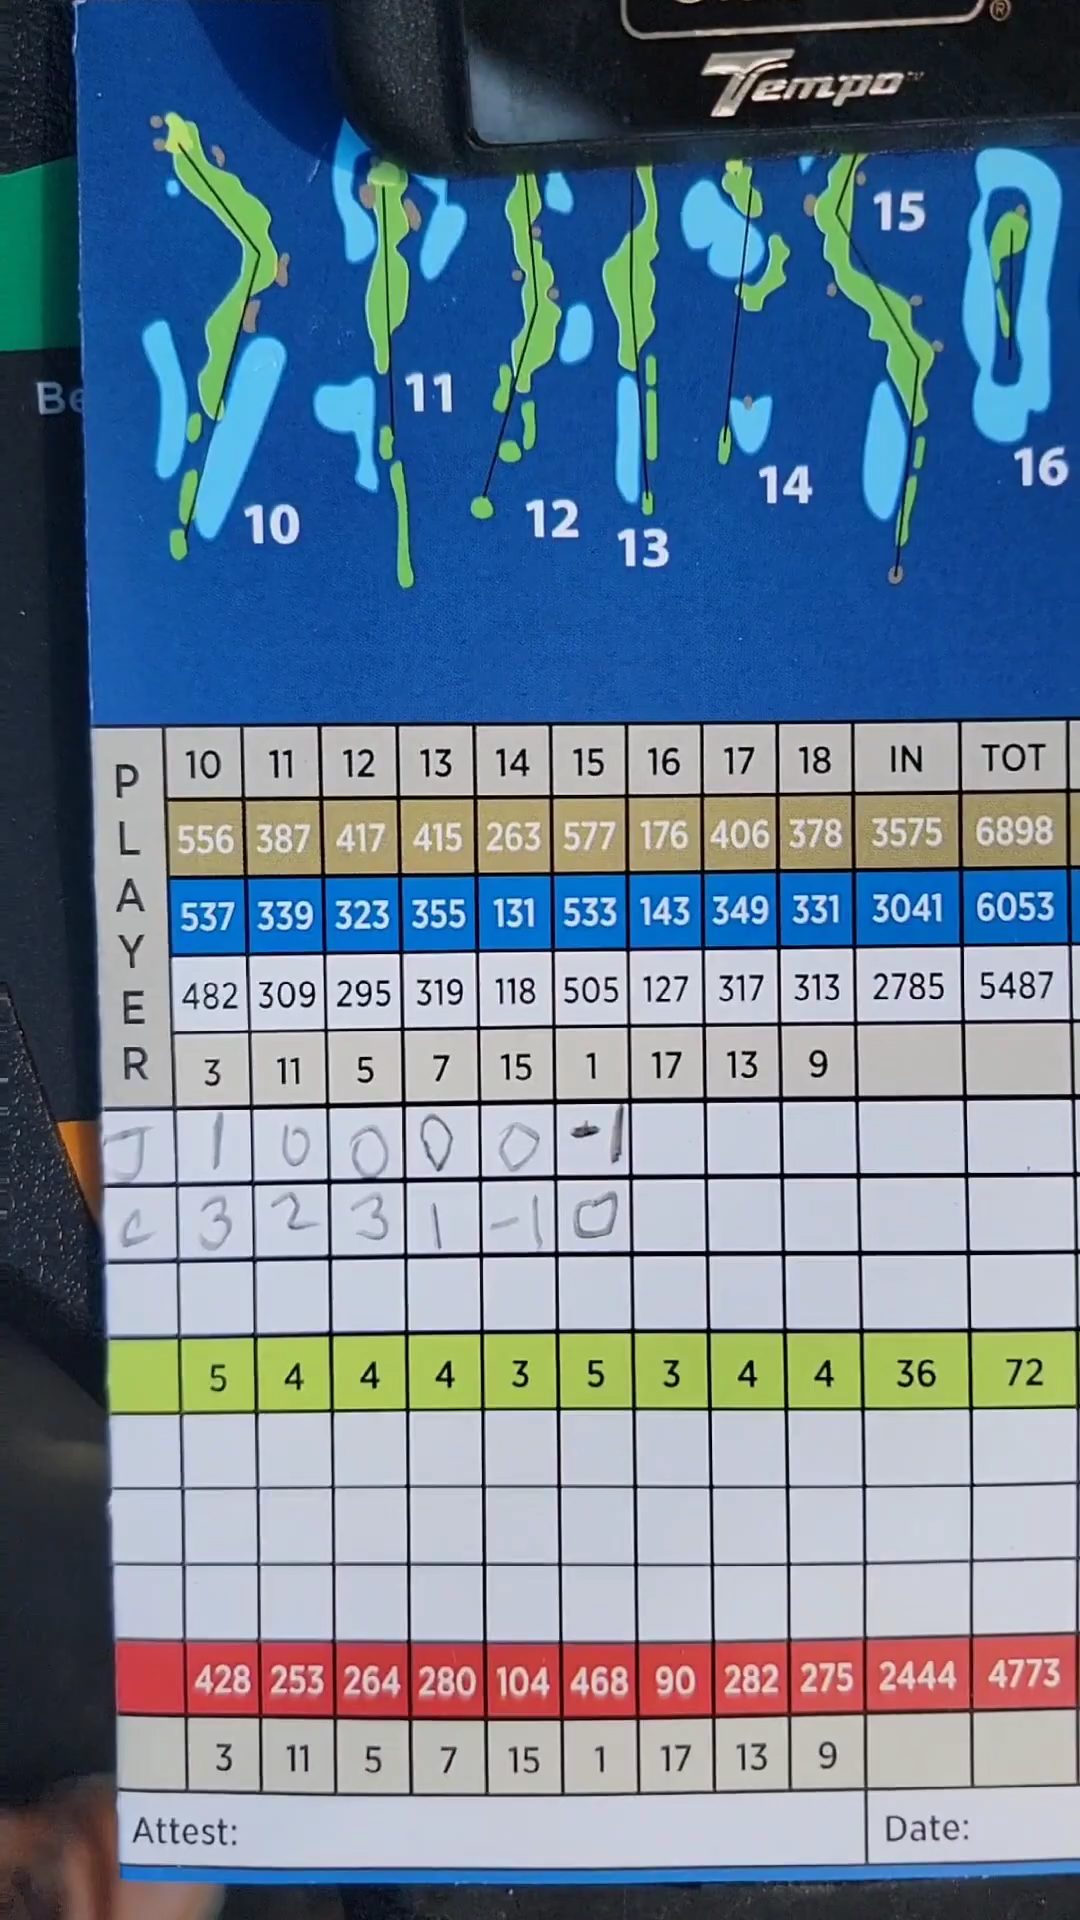 ®
Tempo™
Be
15
11
16
14
10
12
13
PLAYER
10 11 12 13 14 15 16 17 18 IN TOT
556 387 417 415 263 577 176 406 378 3575 6898
537 339 323 355 131 533 143 349 331 3041 6053
482 309 295 319 118 505 127 317 313 2785 5487
3 11 5 7 15 1 17 13 9
J 1 0 0 0 0 -1
C 3 2 3 1 -1 0
5 4 4 4 3 5 3 4 4 36 72
428 253 264 280 104 468 90 282 275 2444 4773
3 11 5 7 15 1 17 13 9
Attest: Date: